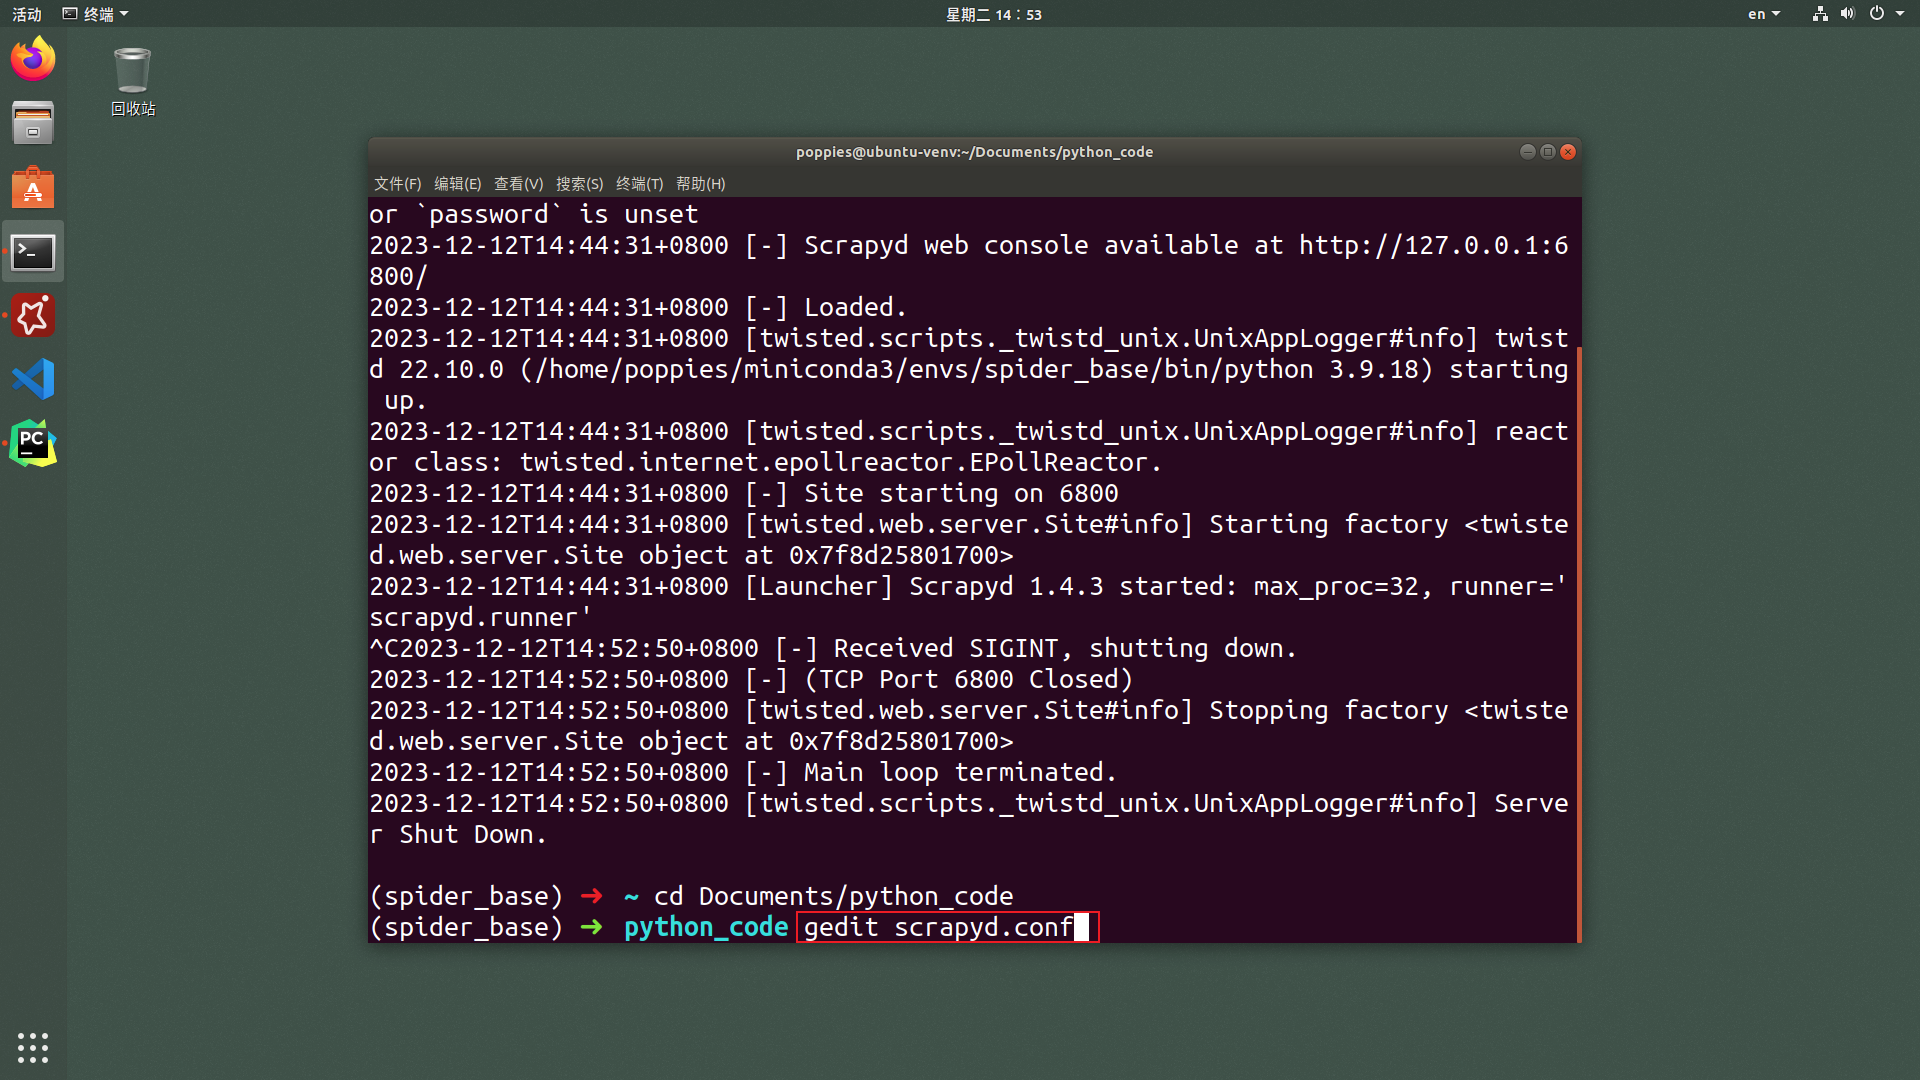 活动 终端 星期二 14：53 en
回收站
poppies@ubuntu-venv:~/Documents/python_code
文件(F) 编辑(E) 查看(V) 搜索(S) 终端(T) 帮助(H)
or `password` is unset
2023-12-12T14:44:31+0800 [-] Scrapyd web console available at http://127.0.0.1:6
800/
2023-12-12T14:44:31+0800 [-] Loaded.
2023-12-12T14:44:31+0800 [twisted.scripts._twistd_unix.UnixAppLogger#info] twist
d 22.10.0 (/home/poppies/miniconda3/envs/spider_base/bin/python 3.9.18) starting
 up.
2023-12-12T14:44:31+0800 [twisted.scripts._twistd_unix.UnixAppLogger#info] react
or class: twisted.internet.epollreactor.EPollReactor.
2023-12-12T14:44:31+0800 [-] Site starting on 6800
2023-12-12T14:44:31+0800 [twisted.web.server.Site#info] Starting factory <twiste
d.web.server.Site object at 0x7f8d25801700>
2023-12-12T14:44:31+0800 [Launcher] Scrapyd 1.4.3 started: max_proc=32, runner='
scrapyd.runner'
^C2023-12-12T14:52:50+0800 [-] Received SIGINT, shutting down.
2023-12-12T14:52:50+0800 [-] (TCP Port 6800 Closed)
2023-12-12T14:52:50+0800 [twisted.web.server.Site#info] Stopping factory <twiste
d.web.server.Site object at 0x7f8d25801700>
2023-12-12T14:52:50+0800 [-] Main loop terminated.
2023-12-12T14:52:50+0800 [twisted.scripts._twistd_unix.UnixAppLogger#info] Serve
r Shut Down.
(spider_base) ➜ ~ cd Documents/python_code
(spider_base) ➜ python_code gedit scrapyd.conf
PC